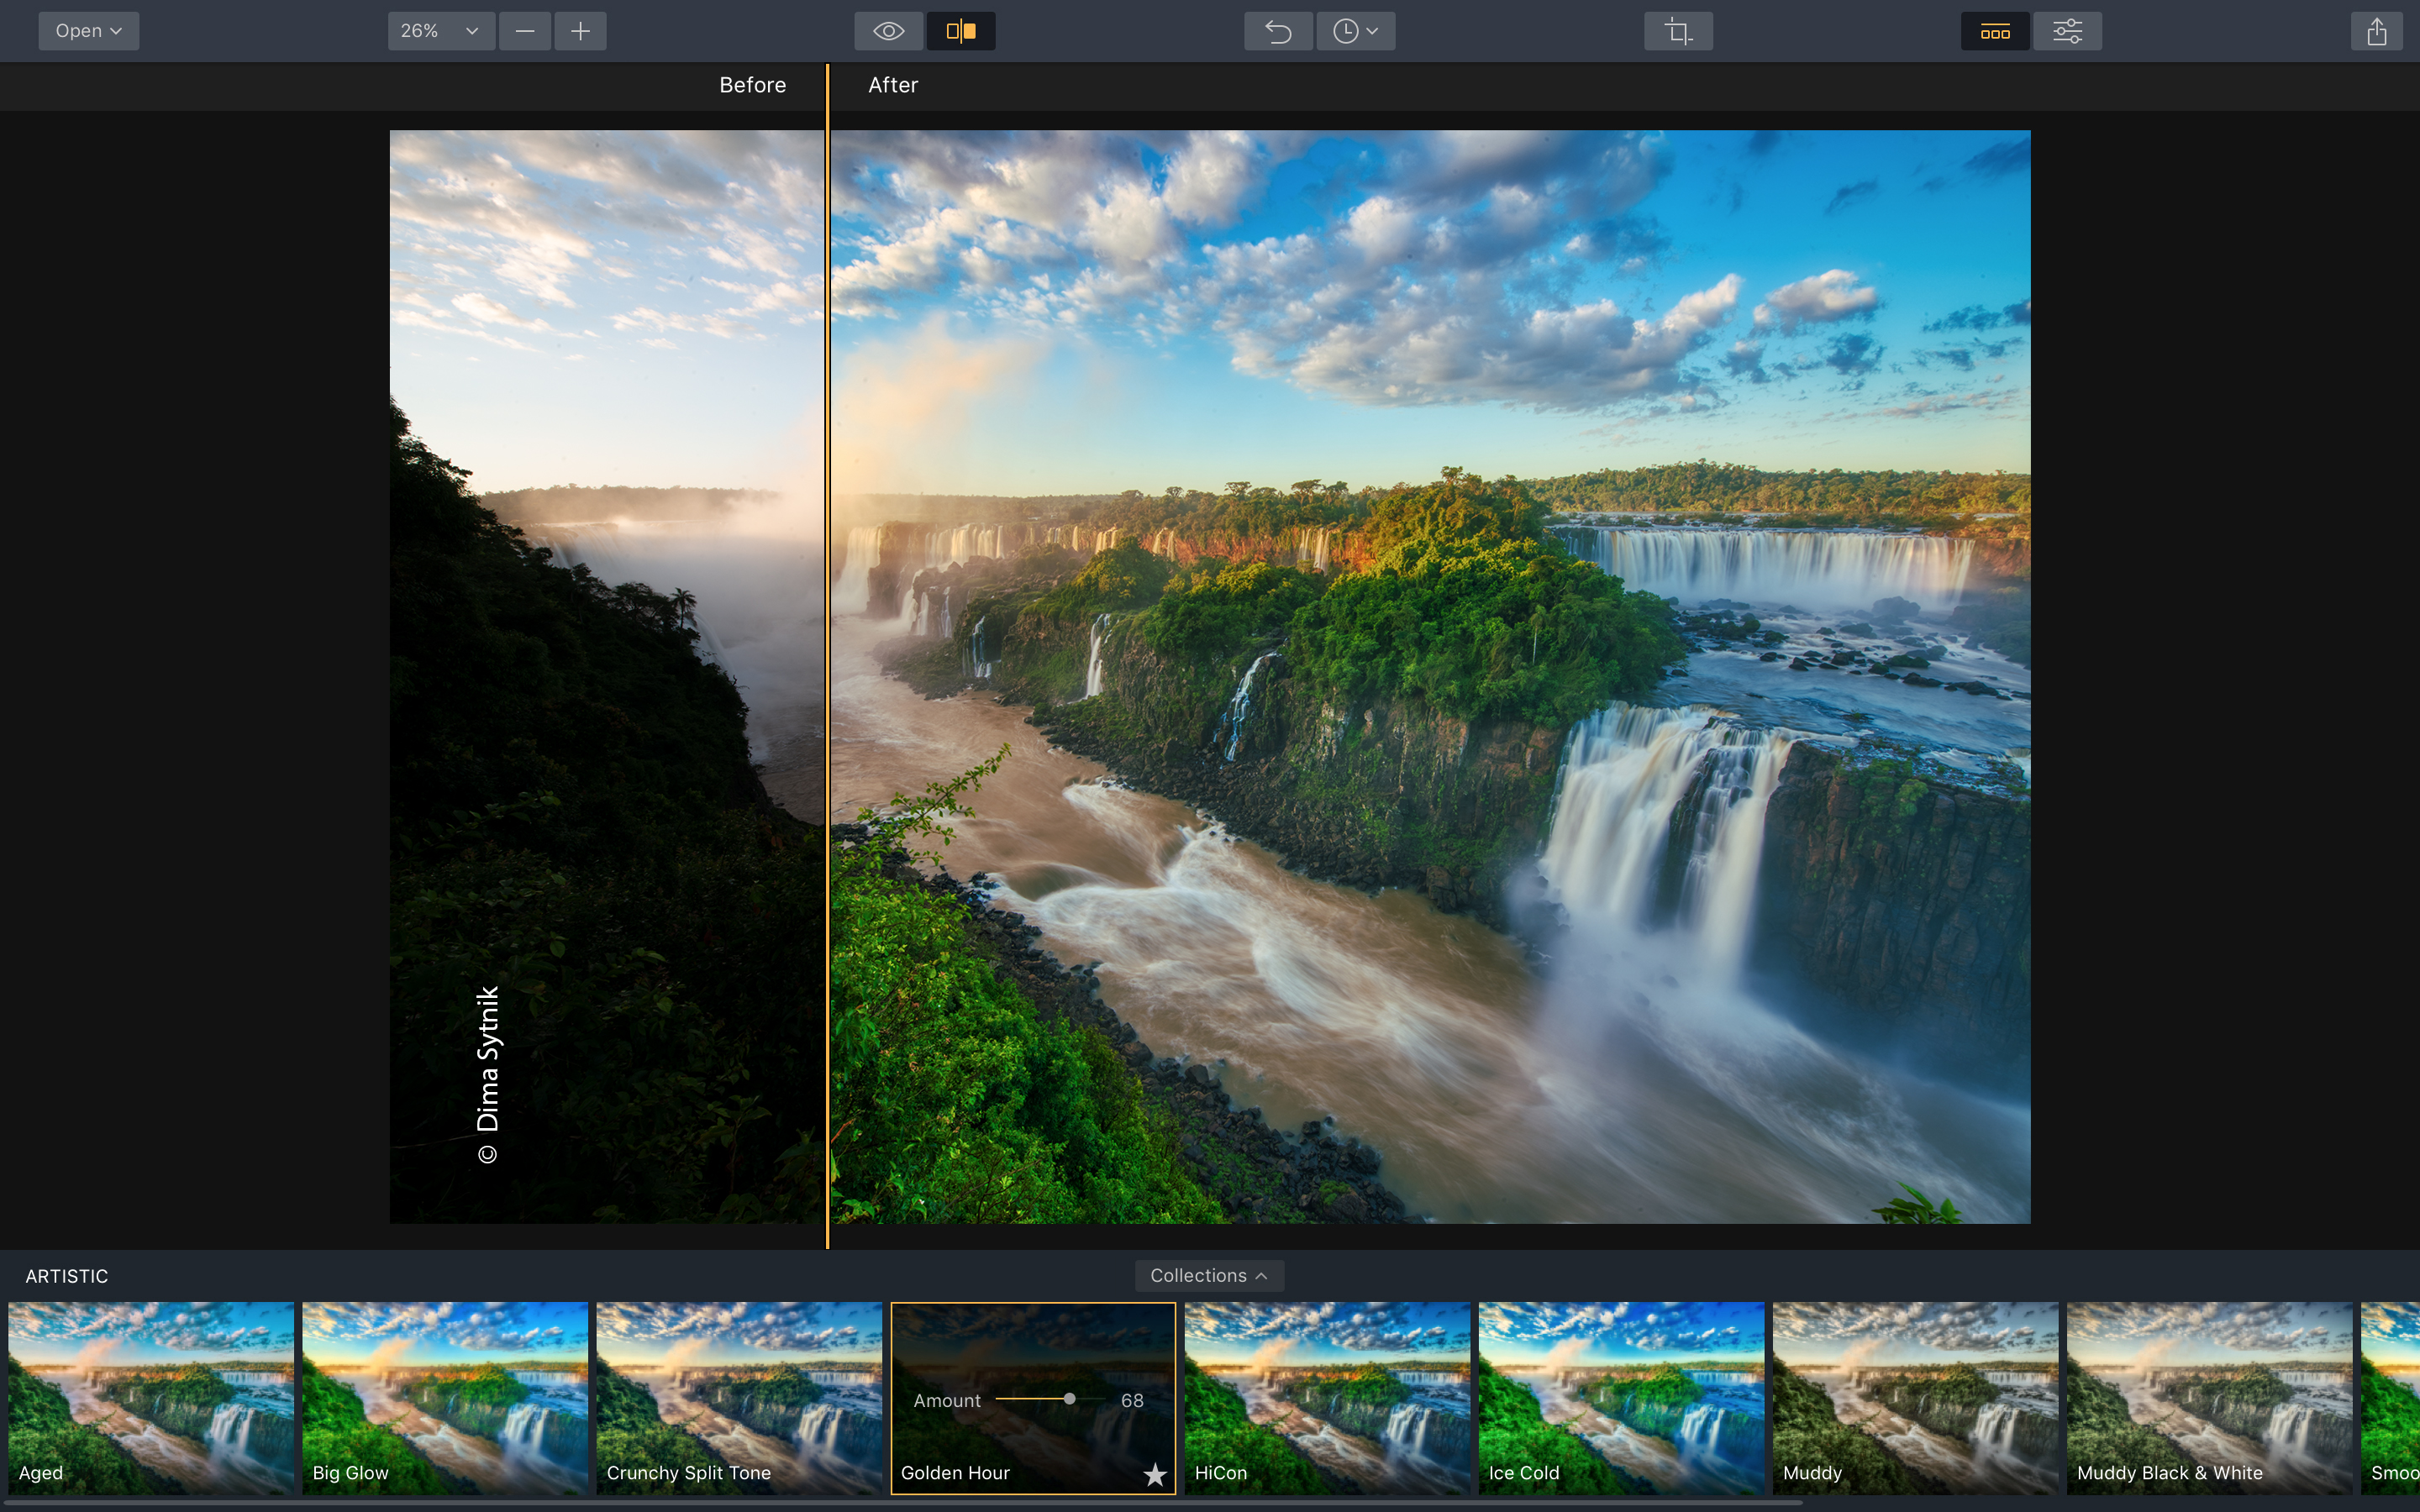 Open
26%
Before
After
© Dima Sytnik
ARTISTIC
Collections
Amount
68
Aged
Big Glow
Crunchy Split Tone
Golden Hour
HiCon
Ice Cold
Muddy
Muddy Black & White
Smoo